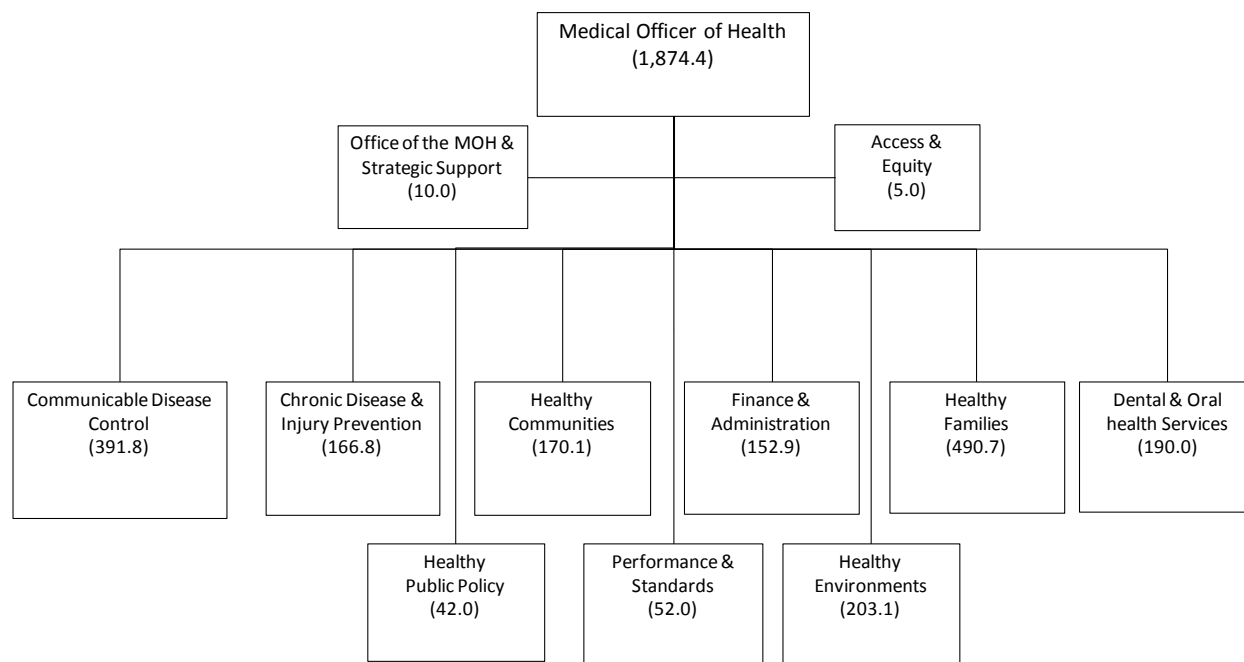 Medical Officer of Health
(1,874.4)
Office of the MOH &
Strategic Support
(10.0)
Access &
Equity
(5.0)
Communicable Disease
Control
(391.8)
Chronic Disease &
Injury Prevention
(166.8)
Healthy
Communities
(170.1)
Finance &
Administration
(152.9)
Healthy
Families
(490.7)
Dental & Oral
health Services
(190.0)
Healthy
Public Policy
(42.0)
Performance &
Standards
(52.0)
Healthy
Environments
(203.1)